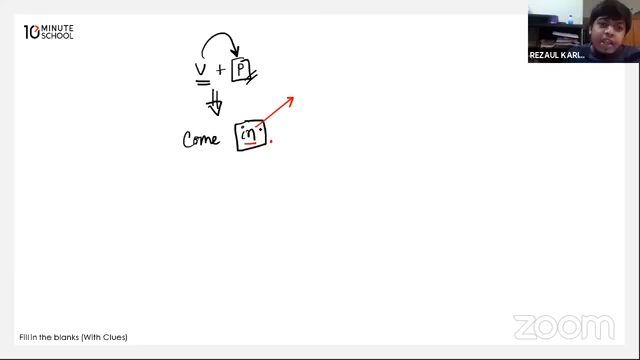 10 MINUTE SCHOOL
REZAUL KARI...
V + P
Come in.
Fill in the blanks (With Clues)
zoom